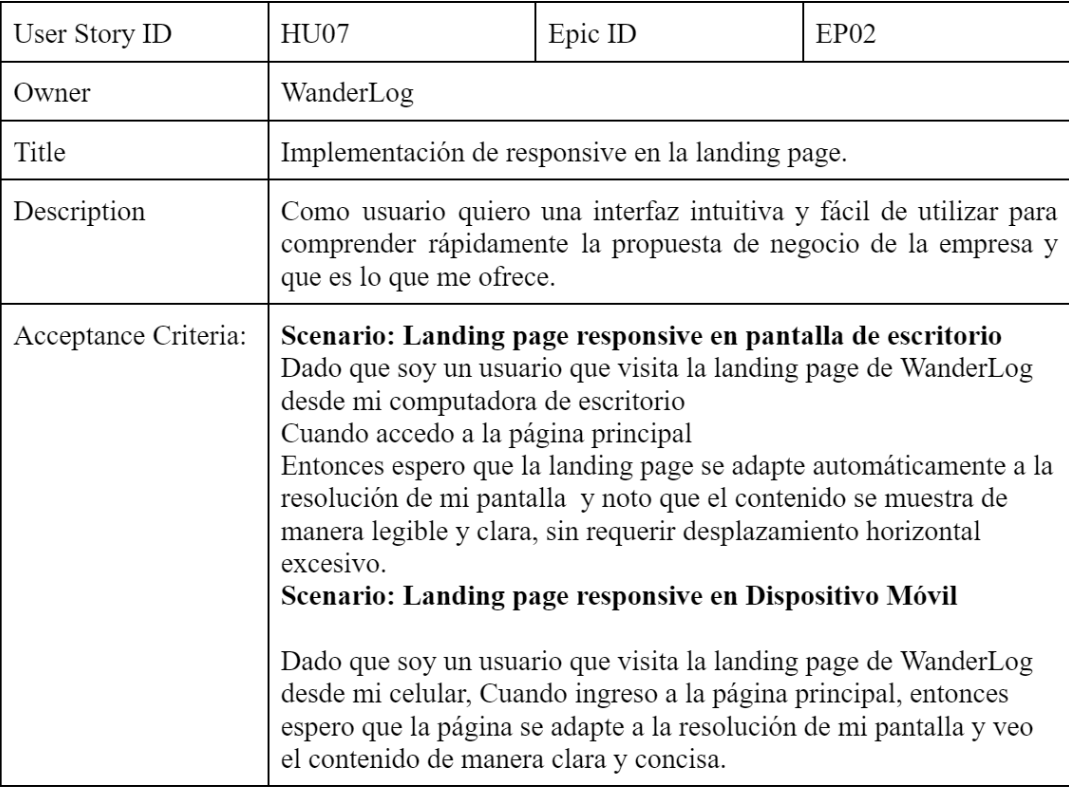 User Story ID HU07 Epic ID EP02
Owner WanderLog
Title Implementación de responsive en la landing page.
Description Como usuario quiero una interfaz intuitiva y fácil de utilizar para
comprender rápidamente la propuesta de negocio de la empresa y
que es lo que me ofrece.
Acceptance Criteria: Scenario: Landing page responsive en pantalla de escritorio
Dado que soy un usuario que visita la landing page de WanderLog
desde mi computadora de escritorio
Cuando accedo a la página principal
Entonces espero que la landing page se adapte automáticamente a la
resolución de mi pantalla  y noto que el contenido se muestra de
manera legible y clara, sin requerir desplazamiento horizontal
excesivo.
Scenario: Landing page responsive en Dispositivo Móvil
Dado que soy un usuario que visita la landing page de WanderLog
desde mi celular, Cuando ingreso a la página principal, entonces
espero que la página se adapte a la resolución de mi pantalla y veo
el contenido de manera clara y concisa.